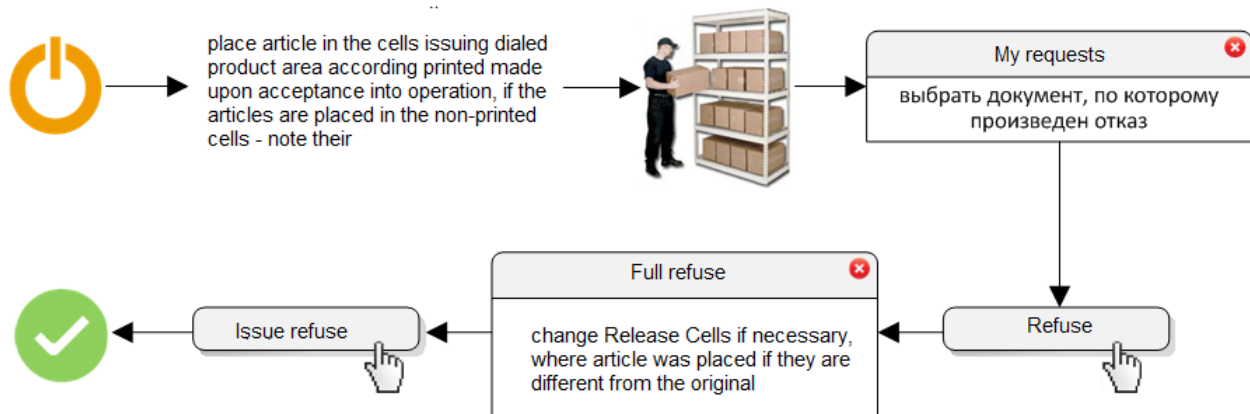 place article in the cells issuing dialed
product area according printed made
upon acceptance into operation, if the
articles are placed in the non-printed
cells - note their
My requests
выбрать документ, по которому
произведен отказ
Refuse
Full refuse
change Release Cells if necessary,
where article was placed if they are
different from the original
Issue refuse